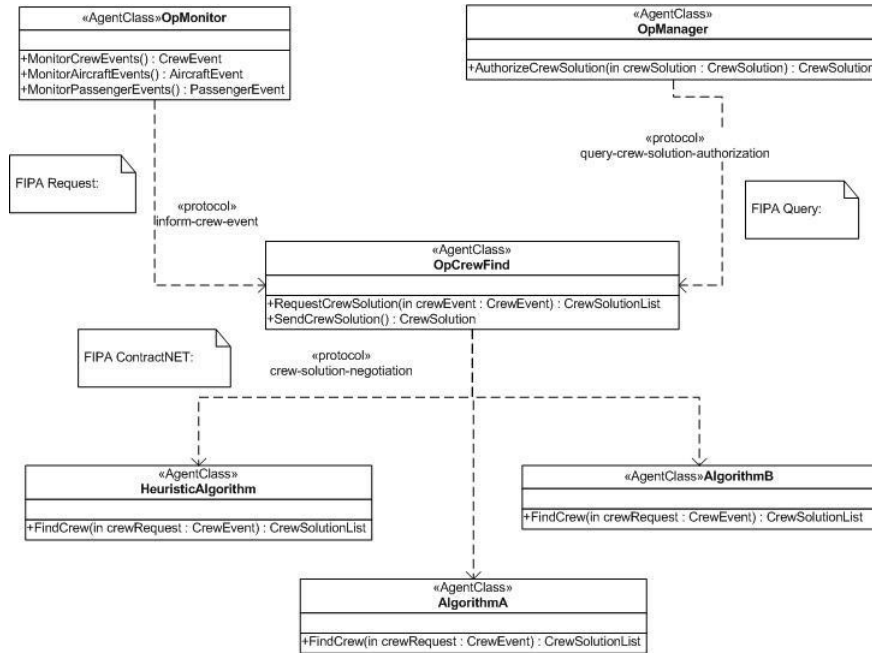 «AgentClass»OpMonitor
+MonitorCrewEvents() : CrewEvent
+MonitorAircraftEvents() : AircraftEvent
+MonitorPassengerEvents() : PassengerEvent
«AgentClass»
OpManager
+AuthorizeCrewSolution(in crewSolution : CrewSolution) : CrewSolution
«protocol»
query-crew-solution-authorization
FIPA Request:
«protocol»
inform-crew-event
FIPA Query:
«AgentClass»
OpCrewFind
+RequestCrewSolution(in crewEvent : CrewEvent) : CrewSolutionList
+SendCrewSolution() : CrewSolution
FIPA ContractNET:
«protocol»
crew-solution-negotiation
«AgentClass»
HeuristicAlgorithm
+FindCrew(in crewRequest : CrewEvent) : CrewSolutionList
«AgentClass»AlgorithmB
+FindCrew(in crewRequest : CrewEvent) : CrewSolutionList
«AgentClass»
AlgorithmA
+FindCrew(in crewRequest : CrewEvent) : CrewSolutionList